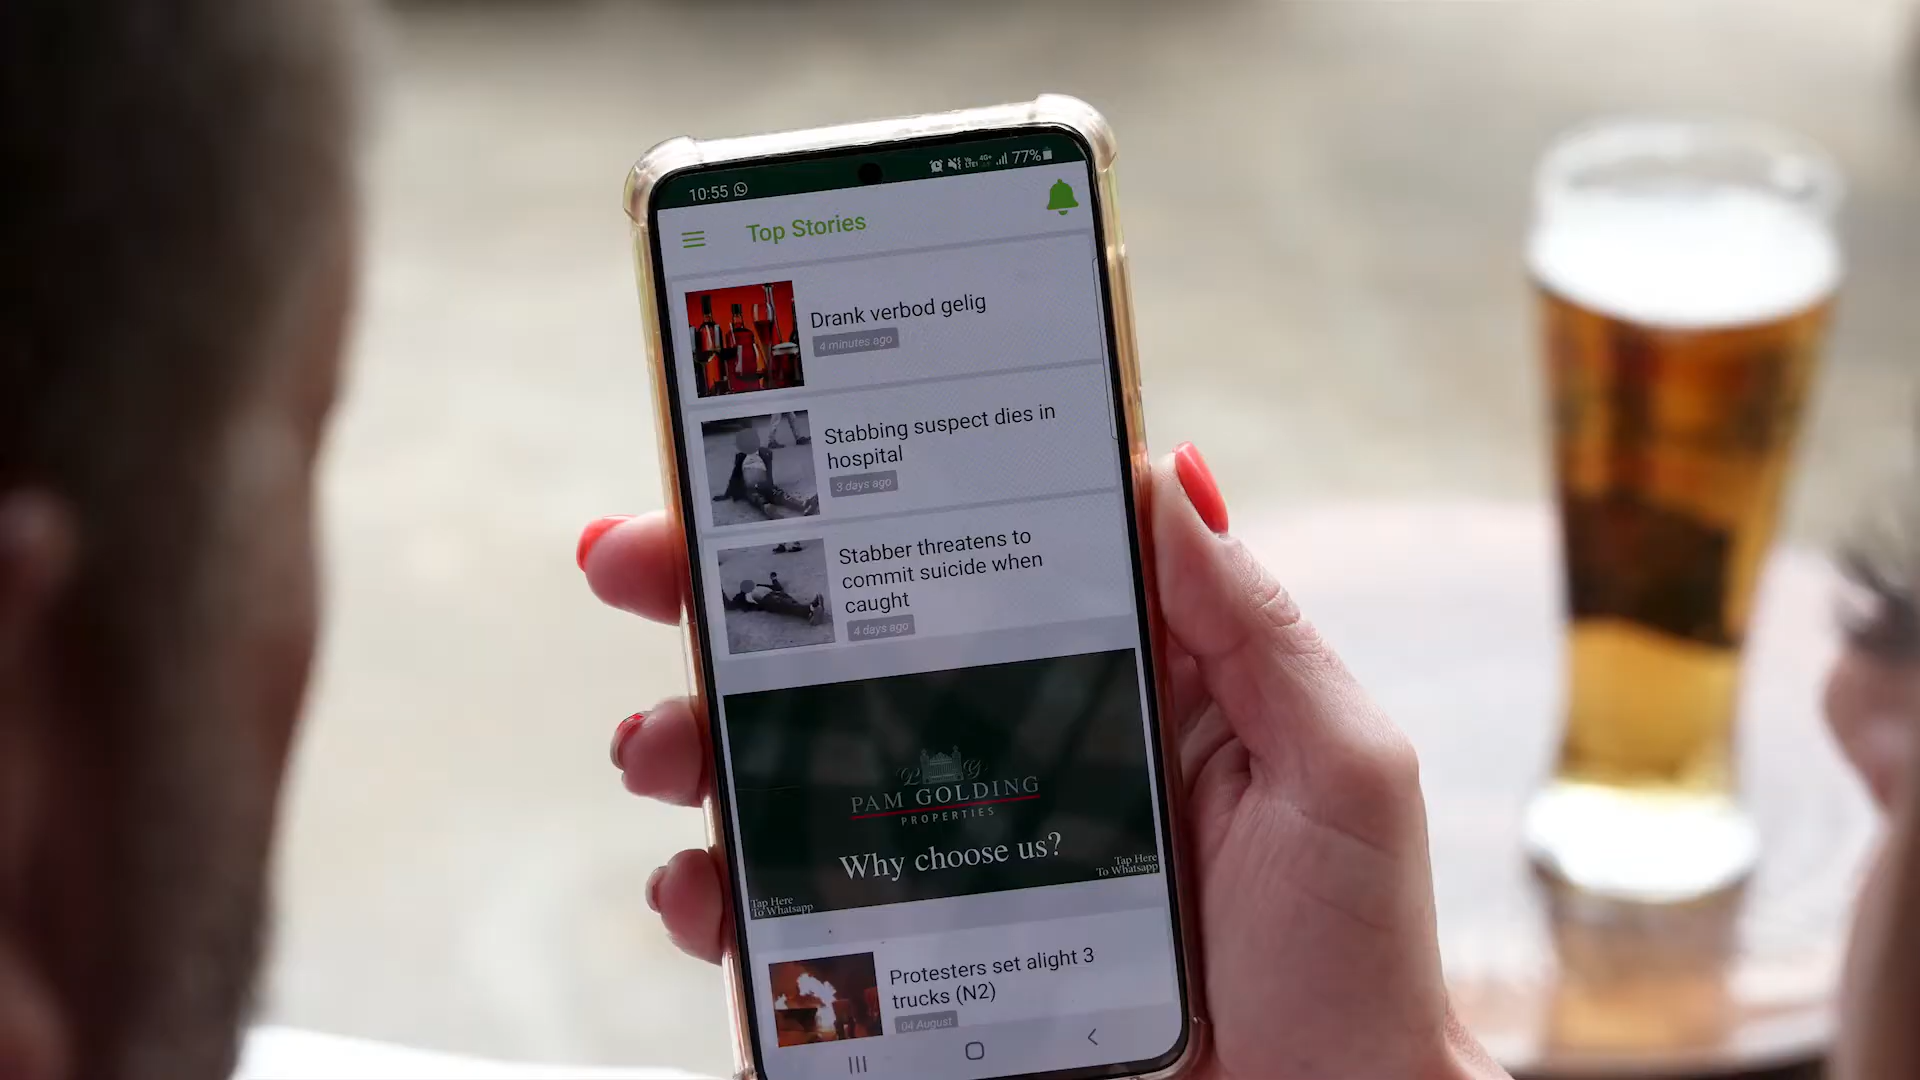 10:55
77%
Top Stories
Drank verbod gelig
4 minutes ago
Stabbing suspect dies in
hospital
3 days ago
Stabber threatens to
commit suicide when
caught
4 days ago
P G
PAM GOLDING
PROPERTIES
Why choose us?
Tap Here
To Whatsapp
Tap Here
To Whatsapp
Protesters set alight 3
trucks (N2)
04 August